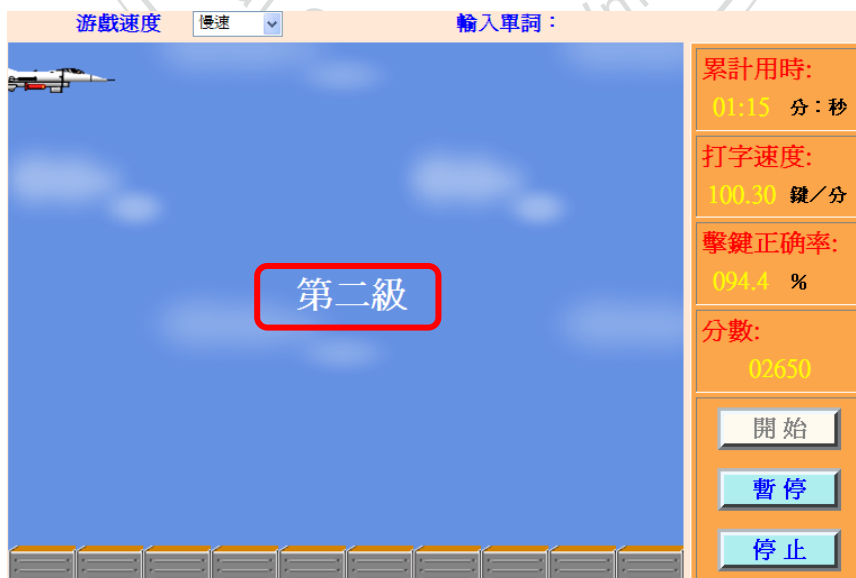 游戲速度 慢速 輸入單詞：
累計用時:
01:15 分：秒
打字速度:
100.30 鍵／分
擊鍵正确率:
094.4 %
第二級
分數:
02650
開始
暫停
停止